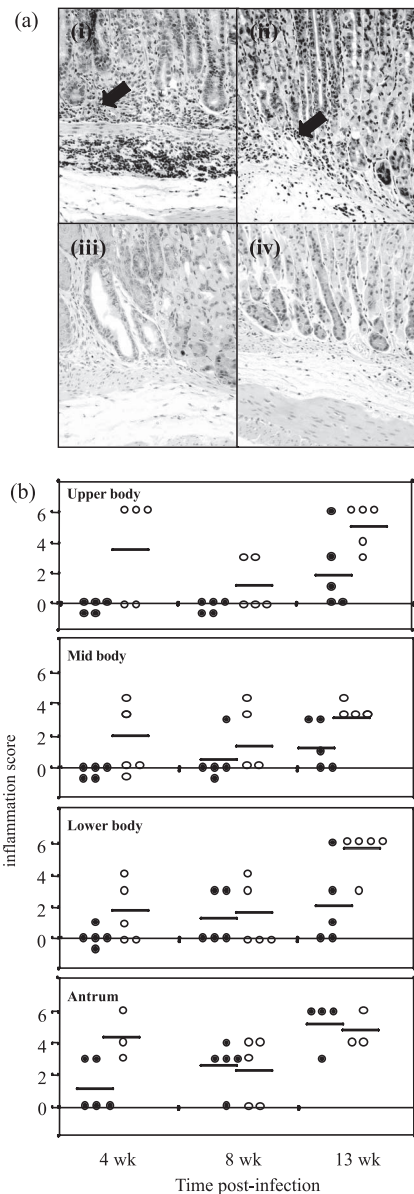 (a)
(i)
(ii)
(iii)
(iv)
(b)
Upper body
6
4
2
0
Mid body
6
4
2
0
Lower body
6
4
2
0
Antrum
6
4
2
0
inflammation score
4 wk 8 wk 13 wk
Time post-infection